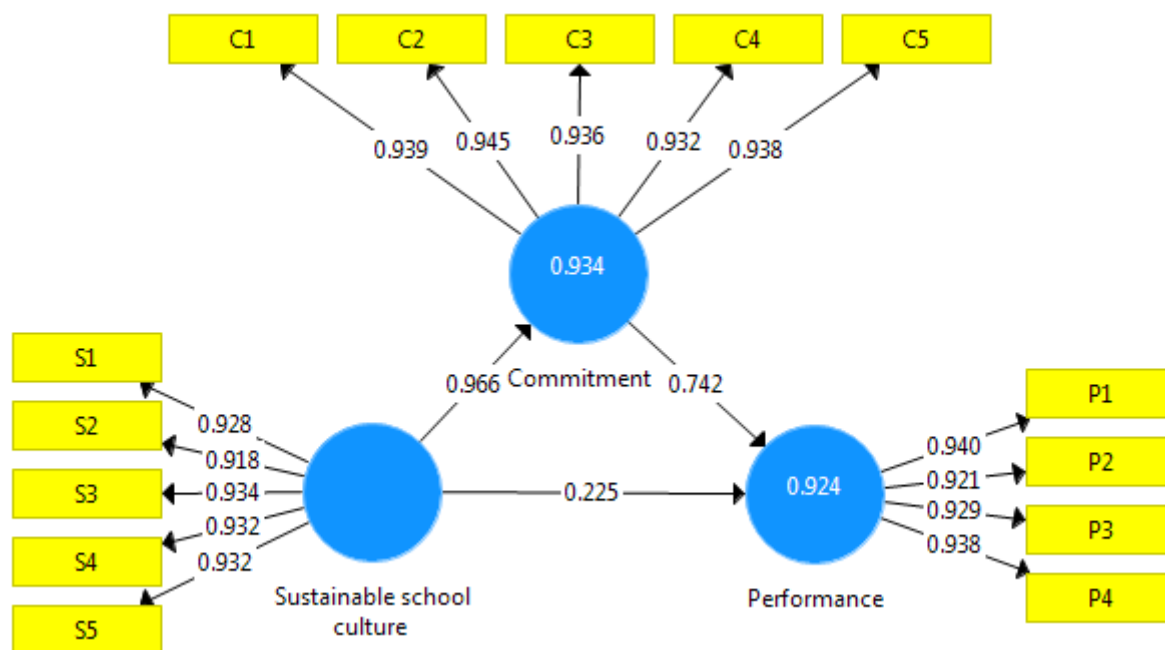 C1
C2
C3
C4
C5
0.939
0.945
0.936
0.932
0.938
0.934
Commitment
0.966
0.742
S1
S2
S3
S4
S5
0.928
0.918
0.934
0.932
0.932
Sustainable school
culture
0.225
0.924
Performance
0.940
0.921
0.929
0.938
P1
P2
P3
P4